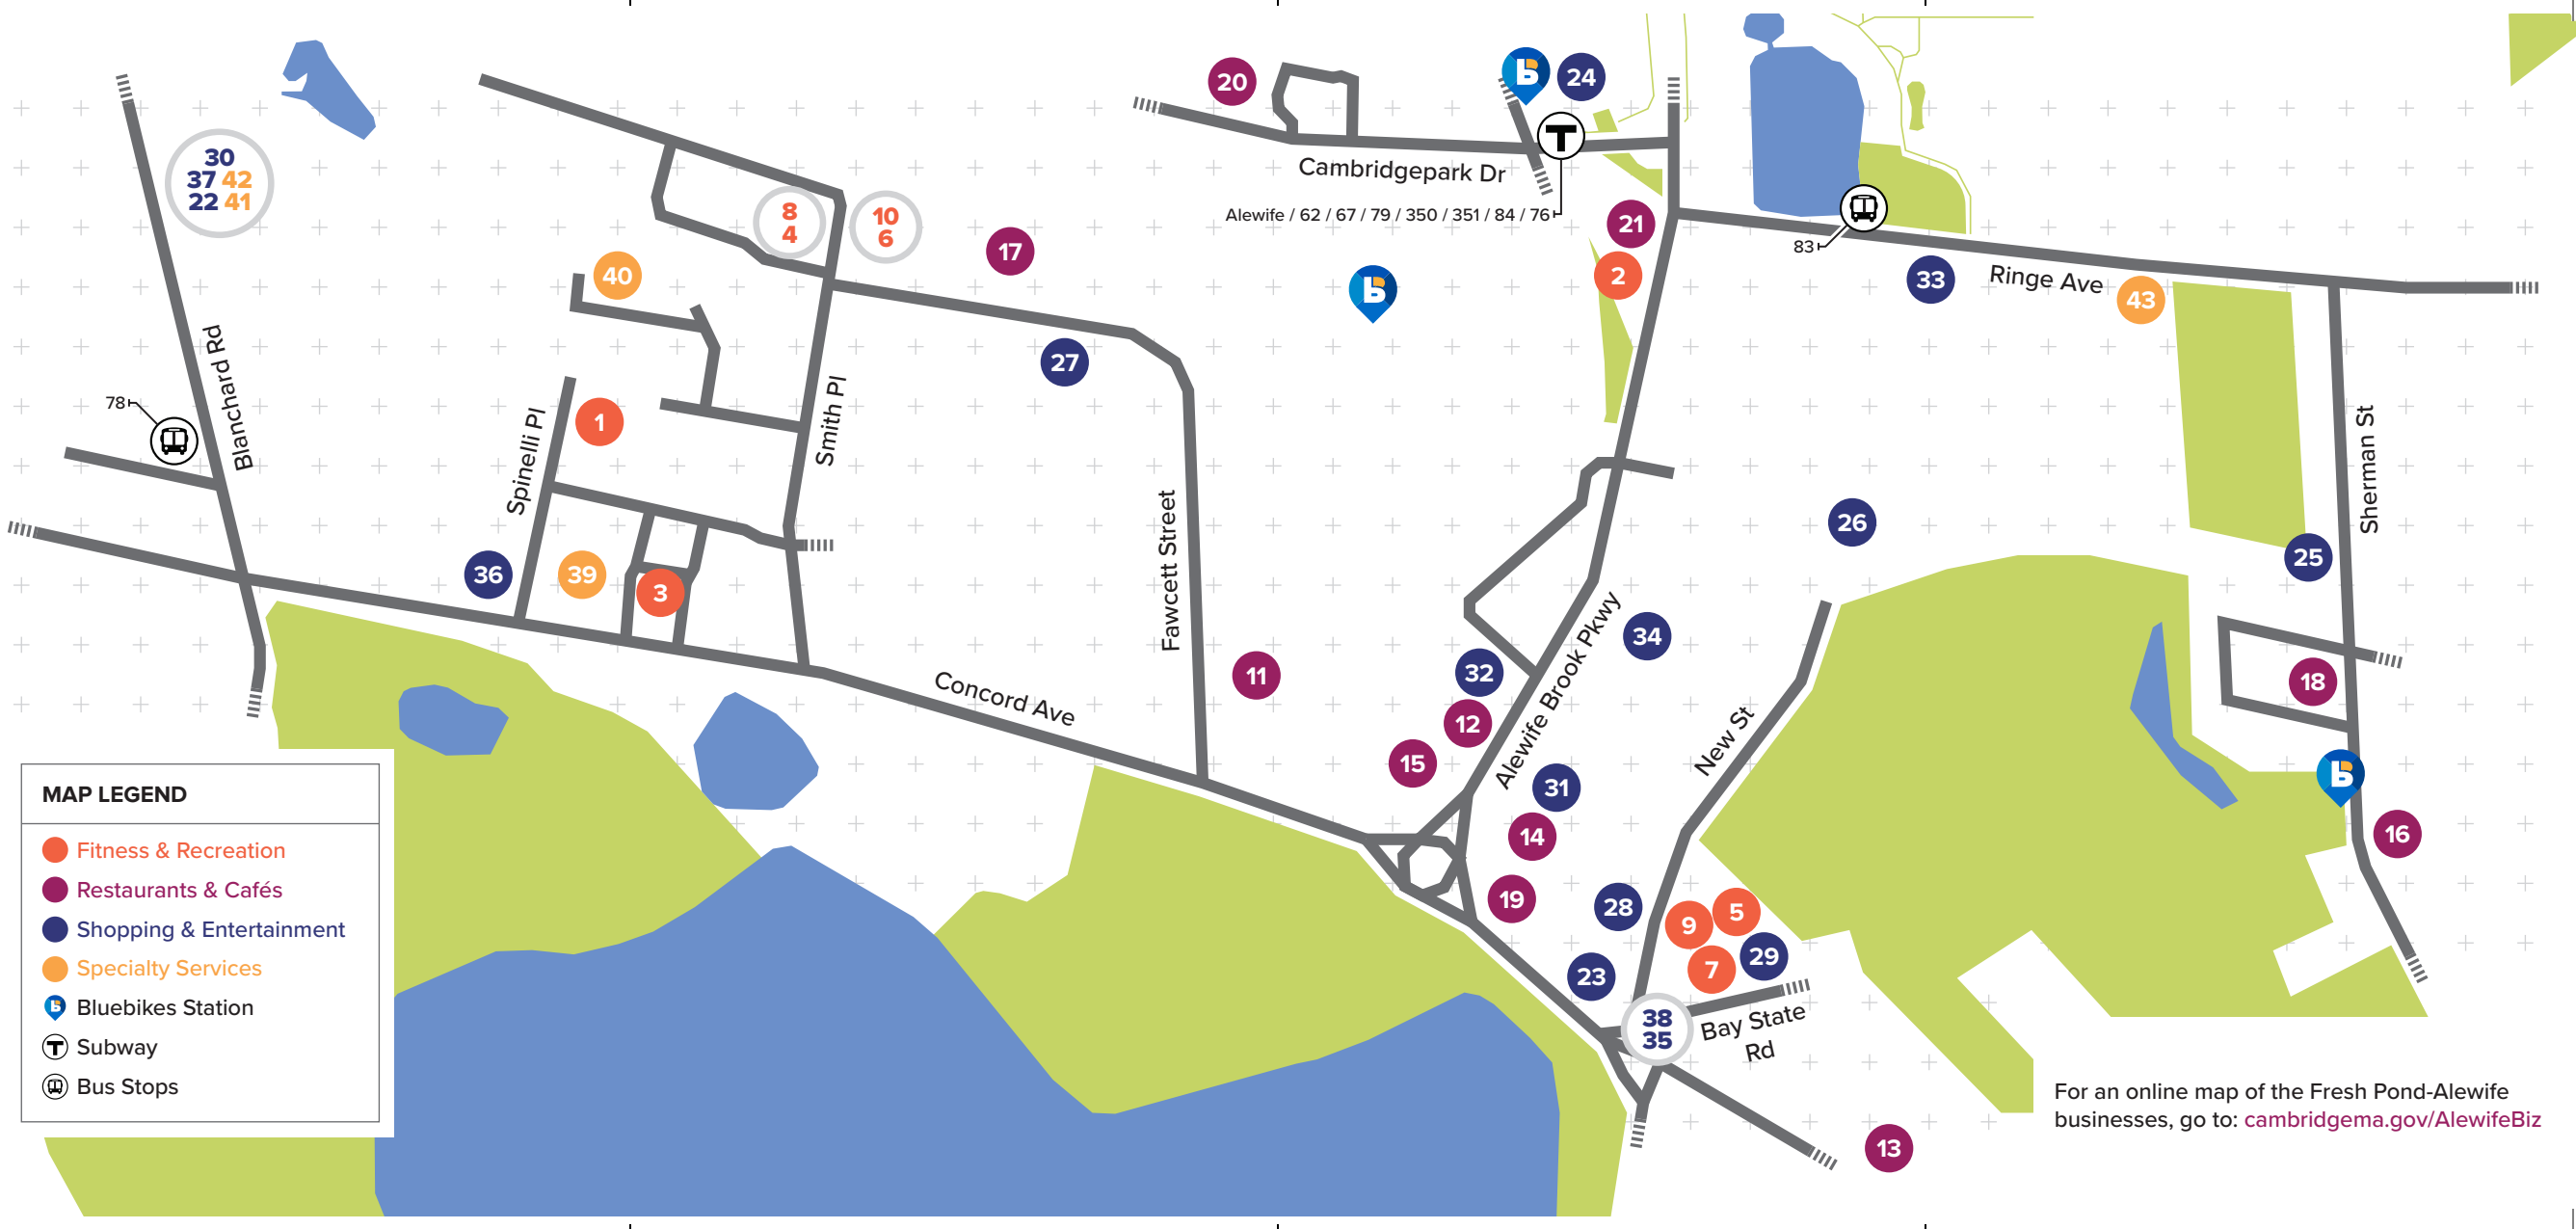 20
24
30
37 42
22 41
8
4
10
6
17
Cambridgepark Dr
Alewife / 62 / 67 / 79 / 350 / 351 / 84 / 76
21
2
83
33
Ringe Ave
43
40
27
Blanchard Rd
78
1
Spinelli Pl
Smith Pl
Fawcett Street
Sherman St
26
25
36
39
3
34
11
32
12
15
Alewife Brook Pkwy
New St
18
Concord Ave
31
14
16
19
28
9
5
7
29
23
38
35
Bay State
Rd
13
MAP LEGEND
Fitness & Recreation
Restaurants & Cafés
Shopping & Entertainment
Specialty Services
Bluebikes Station
T Subway
Bus Stops
For an online map of the Fresh Pond-Alewife
businesses, go to: cambridgema.gov/AlewifeBiz